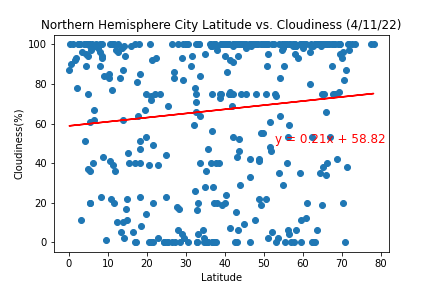 Northern Hemisphere City Latitude vs. Cloudiness (4/11/22)
100
80
60
40
20
0
Cloudiness(%)
y = 0.21x + 58.82
0 10 20 30 40 50 60 70 80
Latitude